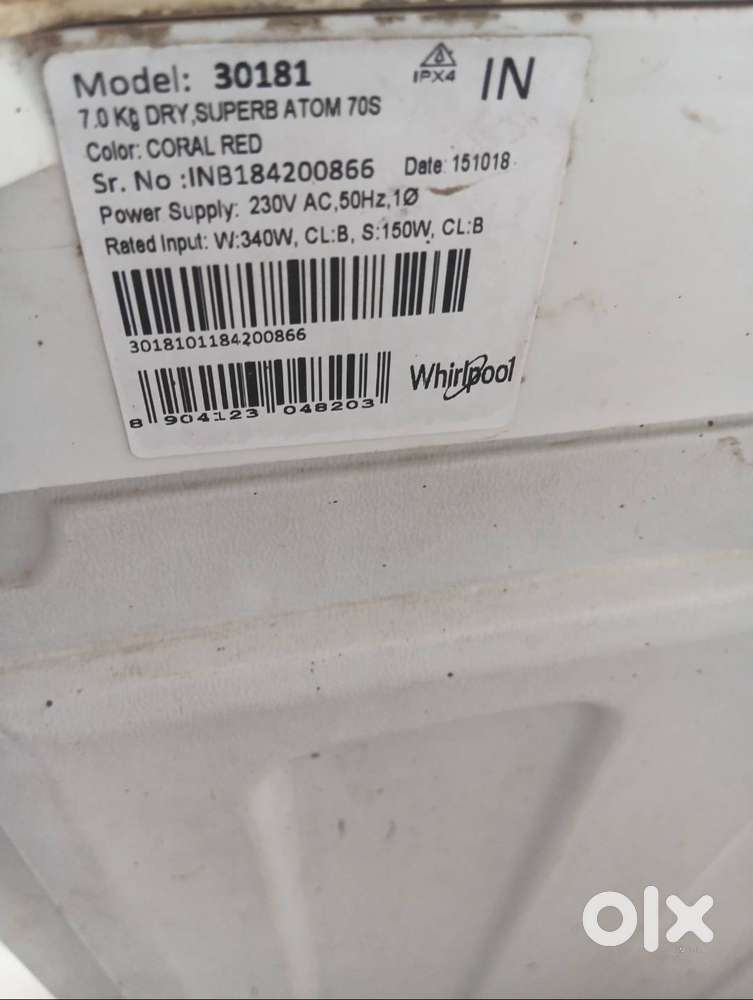 Model: 30181
IPX4
IN
7.0 Kg DRY,SUPERB ATOM 70S
Color: CORAL RED
Sr. No :INB184200866 Date: 151018
Power Supply: 230V AC,50Hz,1Ø
Rated Input: W:340W, CL:B, S:150W, CL:B
3018101184200866
8 904123 048203
Whirlpool
olx